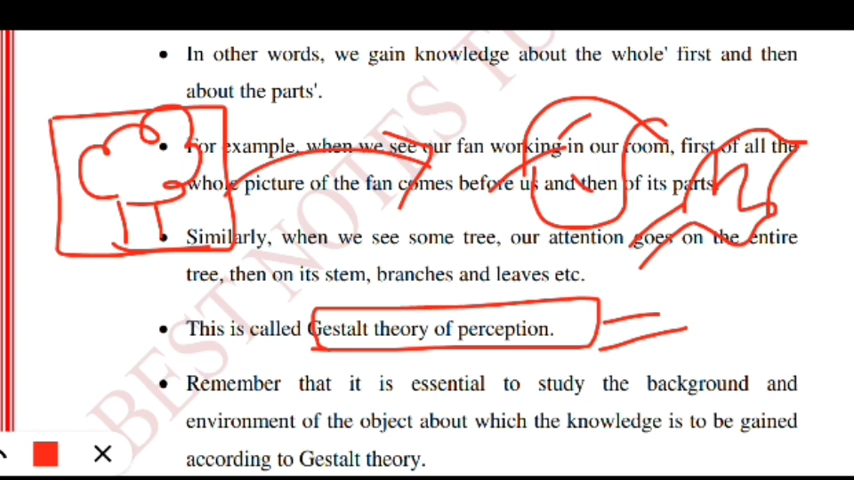 In other words, we gain knowledge about the whole' first and then
about the parts'.
For example, when we see our fan working in our room, first of all the
whole picture of the fan comes before us and then of its parts.
Similarly, when we see some tree, our attention goes on the entire
tree, then on its stem, branches and leaves etc.
This is called Gestalt theory of perception.
Remember that it is essential to study the background and
environment of the object about which the knowledge is to be gained
according to Gestalt theory.
BEST NOTES